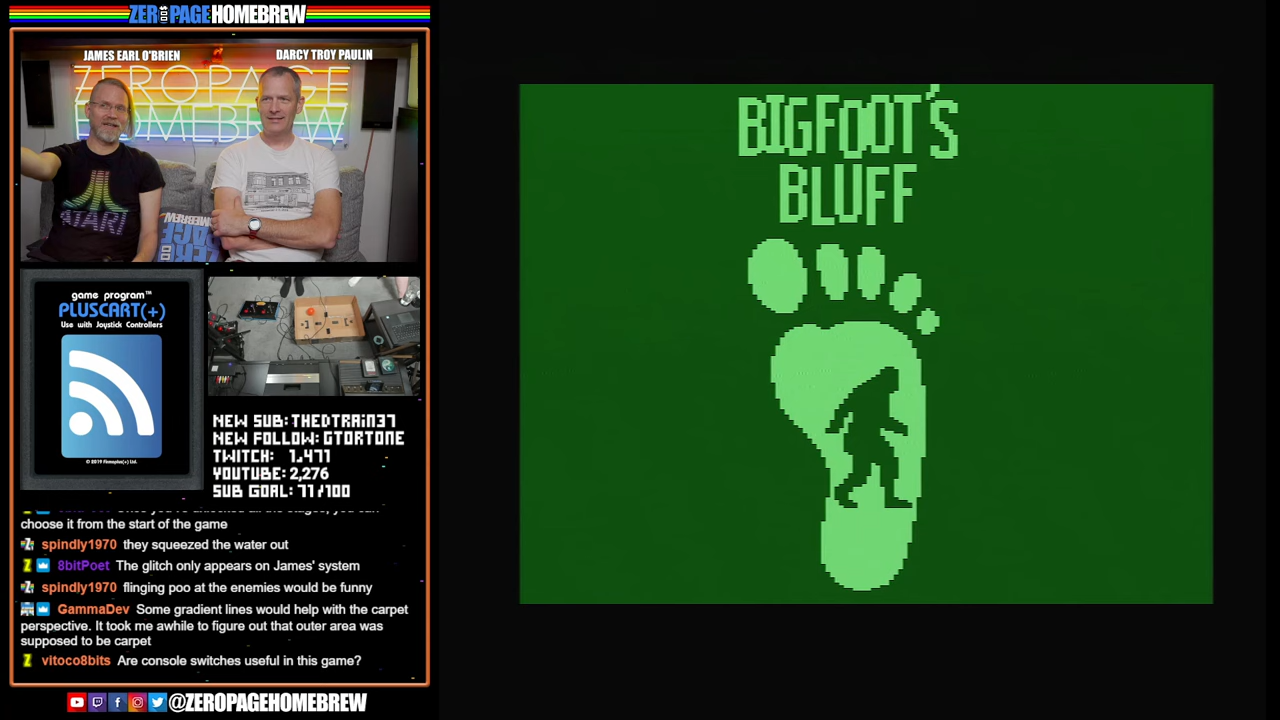 ZEROPAGE HOMEBREW
JAMES EARL O'BRIEN
DARCY TROY PAULIN
ZEROPAGE
HOMEBREW
ATARI
game program™
PLUSCART(+)
Use with Joystick Controllers
NEW SUB: THEDTRAIN37
NEW FOLLOW: GTORTONE
TWITCH: 1,471
YOUTUBE: 2,276
SUB GOAL: 77/100
choose it from the start of the game
spindly1970 they squeezed the water out
8bitPoet The glitch only appears on James' system
spindly1970 flinging poo at the enemies would be funny
GammaDev Some gradient lines would help with the carpet
perspective. It took me awhile to figure out that outer area was
supposed to be carpet
vitoco8bits Are console switches useful in this game?
@ZEROPAGEHOMEBREW
BIGFOOT'S
BLUFF